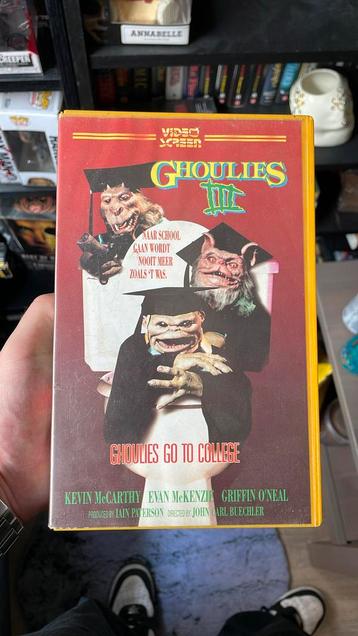 ANNABELLE
VIDEO
SCREEN
GHOULIES
III
NAAR SCHOOL
GAAN WORDT
NOOIT MEER
ZOALS 'T WAS.
GHOULIES GO TO COLLEGE
KEVIN McCARTHY EVAN McKENZIE GRIFFIN O'NEAL
PRODUCED BY IAIN PATERSON DIRECTED BY JOHN CARL BUECHLER